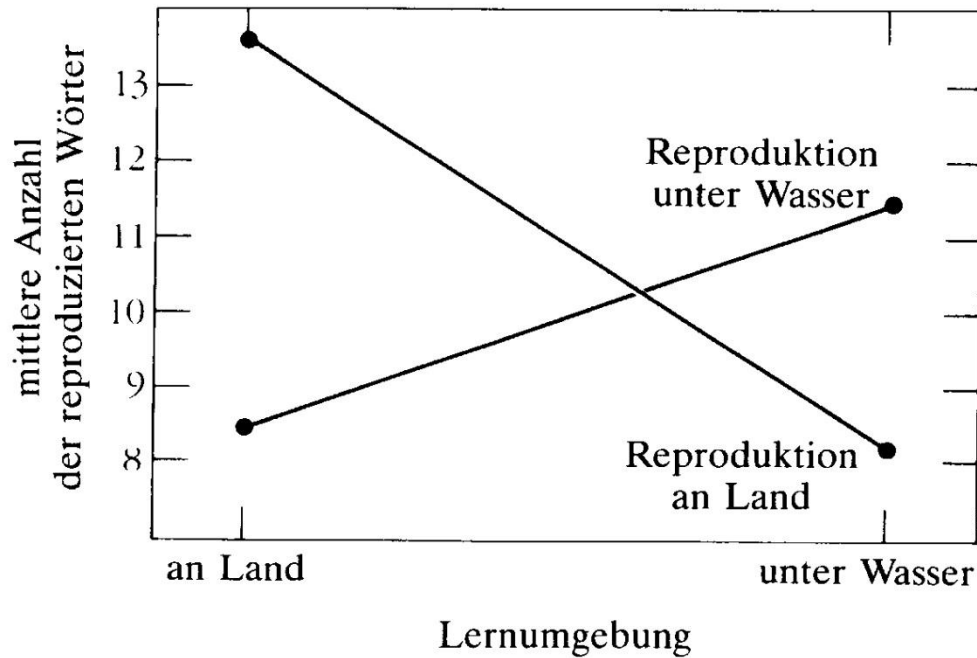 mittlere Anzahl
der reproduzierten Wörter
13
12
11
10
9
8
Reproduktion
unter Wasser
Reproduktion
an Land
an Land
unter Wasser
Lernumgebung